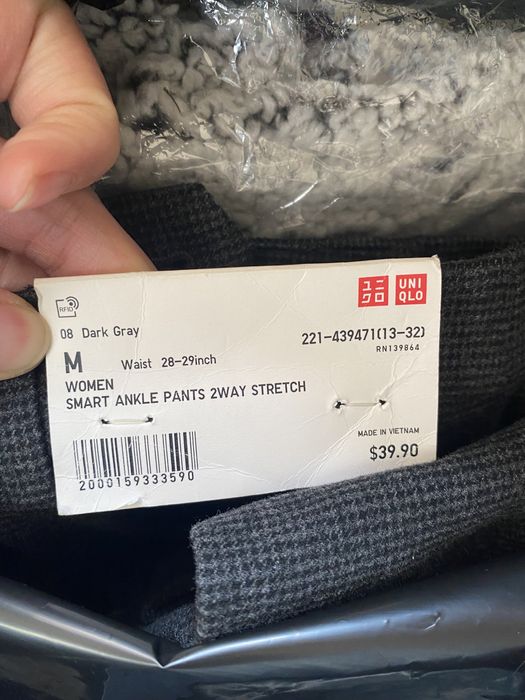 ユニ
クロ
UNI
QLO
RFID
08 Dark Gray
221-439471(13-32)
RN139864
M Waist 28-29inch
WOMEN
SMART ANKLE PANTS 2WAY STRETCH
MADE IN VIETNAM
$39.90
2000159333590